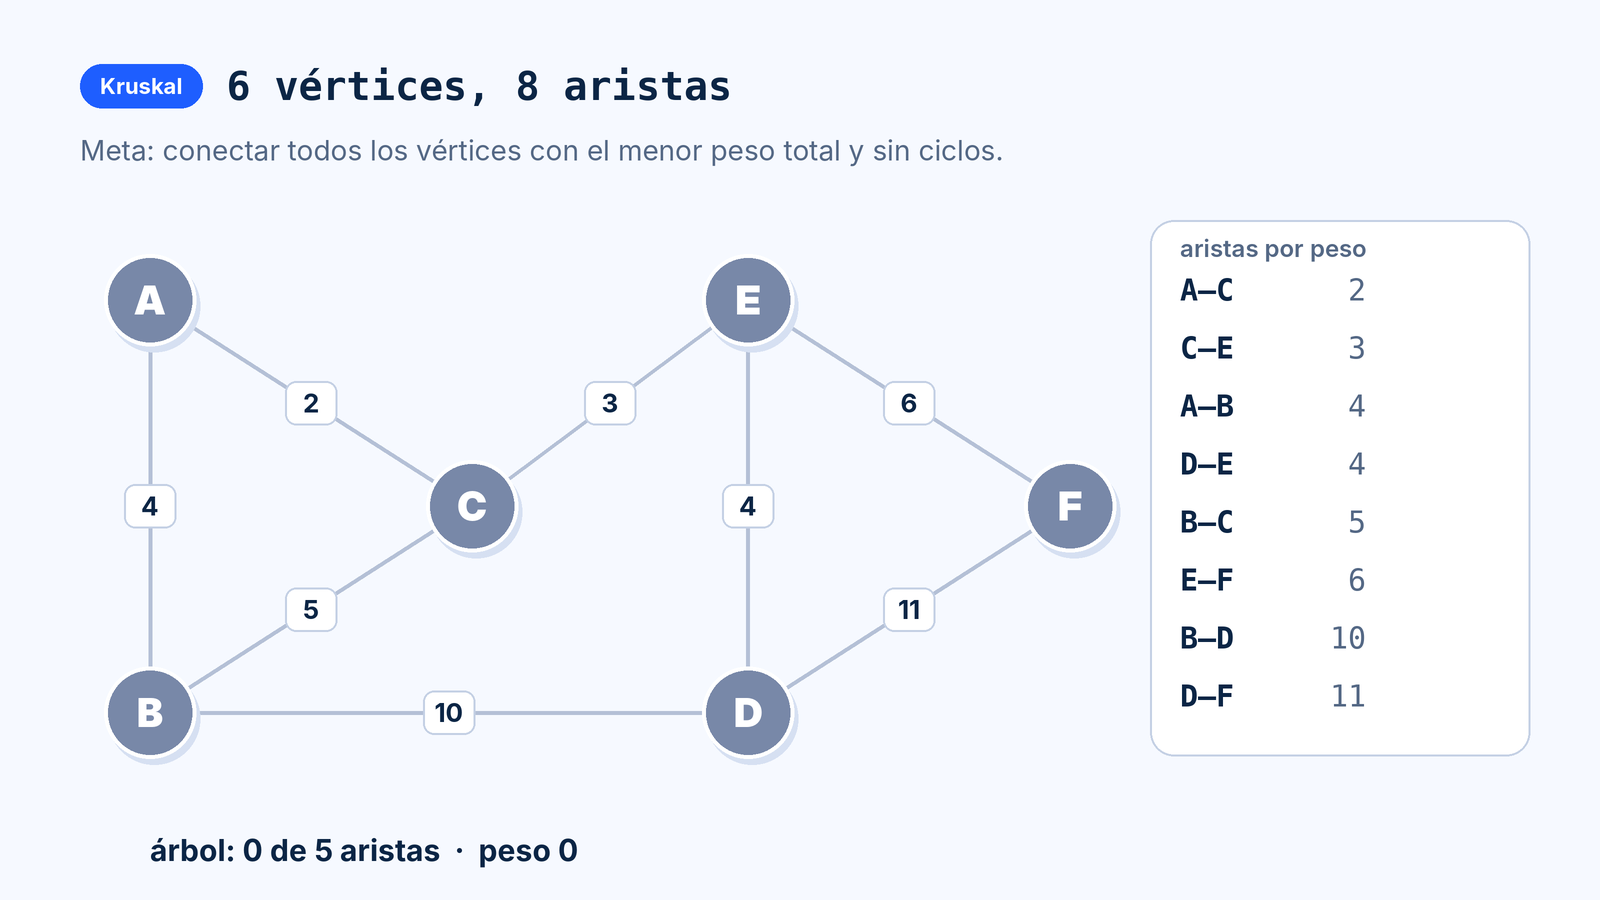 Kruskal 6 vértices, 8 aristas
Meta: conectar todos los vértices con el menor peso total y sin ciclos.
aristas por peso
A—C 2
C—E 3
A—B 4
D—E 4
B—C 5
E—F 6
B—D 10
D—F 11
A
E
2
3
6
4
C
4
F
5
11
B
10
D
árbol: 0 de 5 aristas · peso 0